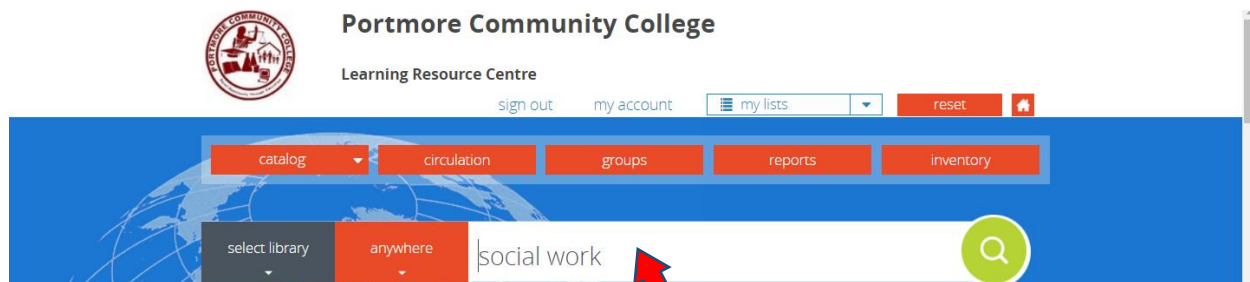 Portmore Community College
Learning Resource Centre
sign out my account my lists reset
catalog circulation groups reports inventory
select library anywhere social work